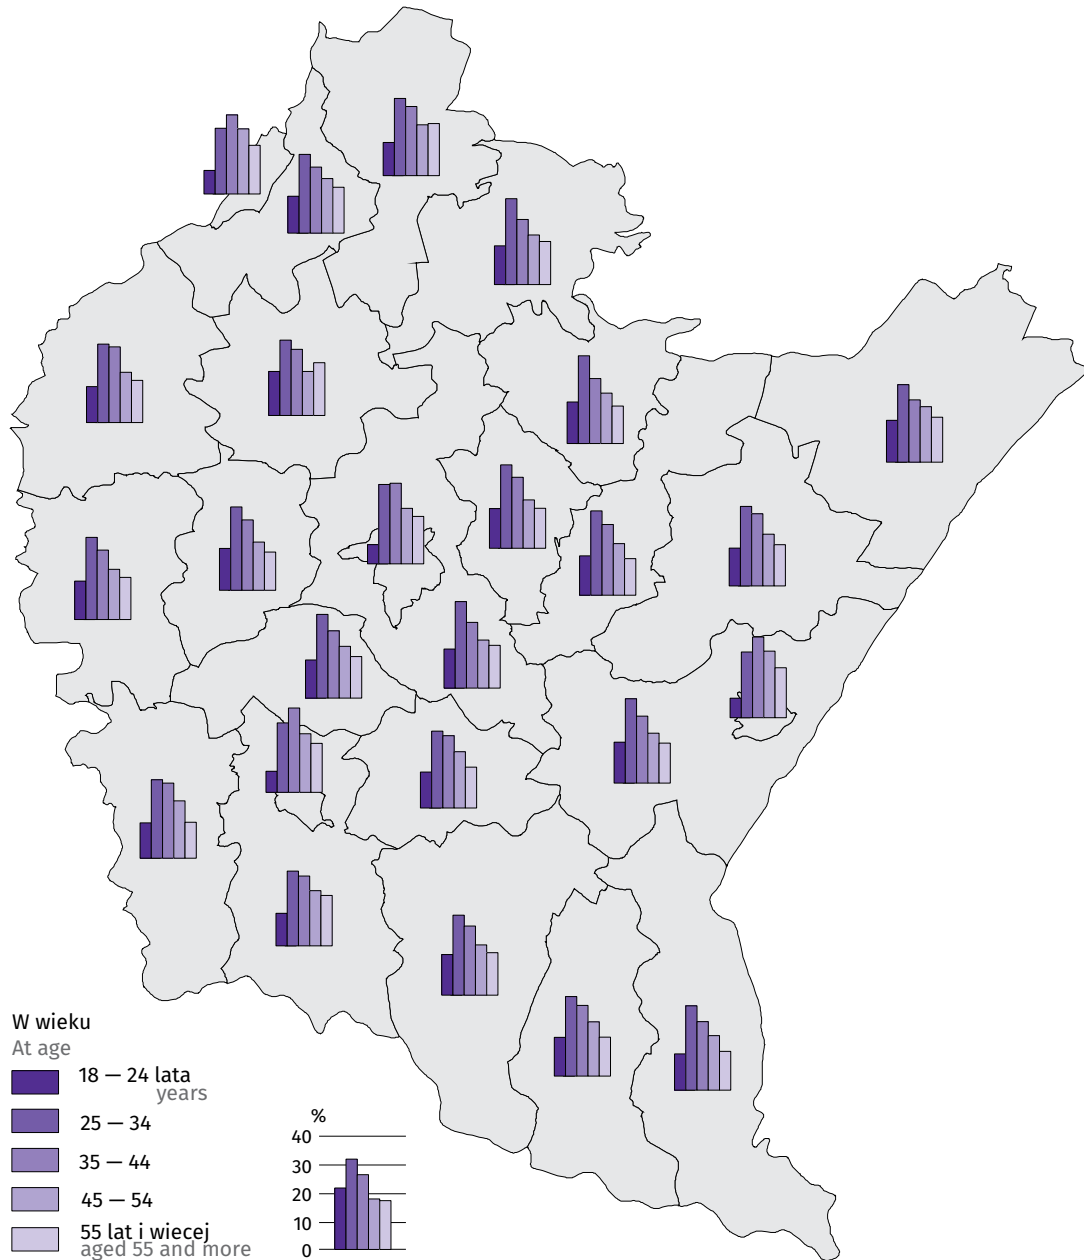 W wieku
At age
18 — 24 lata
years
25 — 34
35 — 44
45 — 54
55 lat i wiecej
aged 55 and more
%
40
30
20
10
0